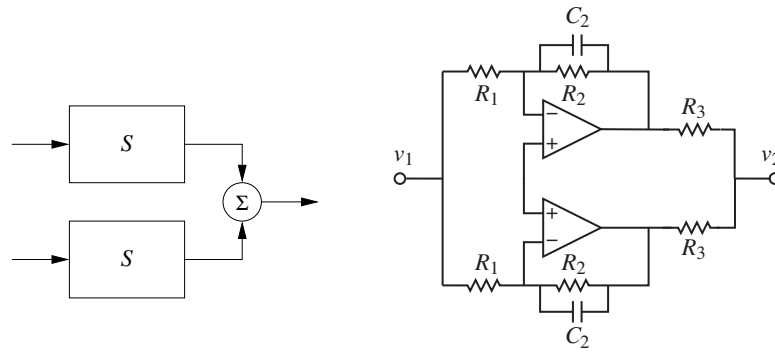 S
Σ
S
C₂
R₁
R₂
R₃
−
+
v₁
v₂
+
−
R₃
R₁
R₂
C₂